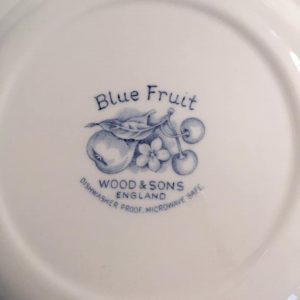 Blue Fruit
WOOD & SONS
ENGLAND
DISHWASHER PROOF, MICROWAVE SAFE